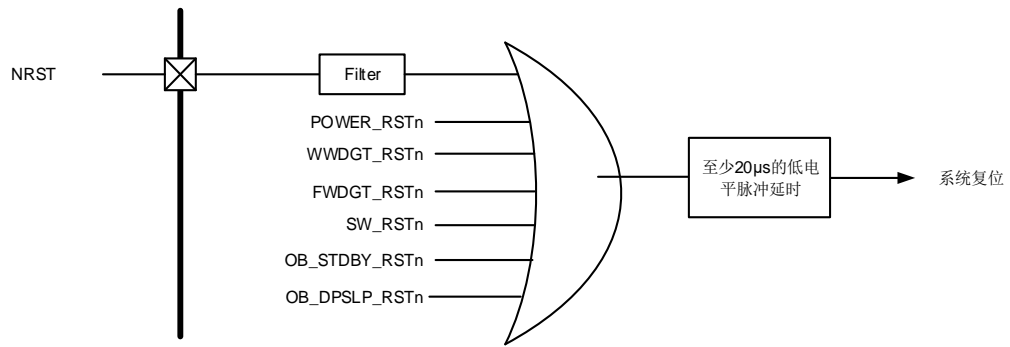 NRST
Filter
POWER_RSTn
WWDGT_RSTn
FWDGT_RSTn
SW_RSTn
OB_STDBY_RSTn
OB_DPSLP_RSTn
至少20μs的低电
平脉冲延时
系统复位